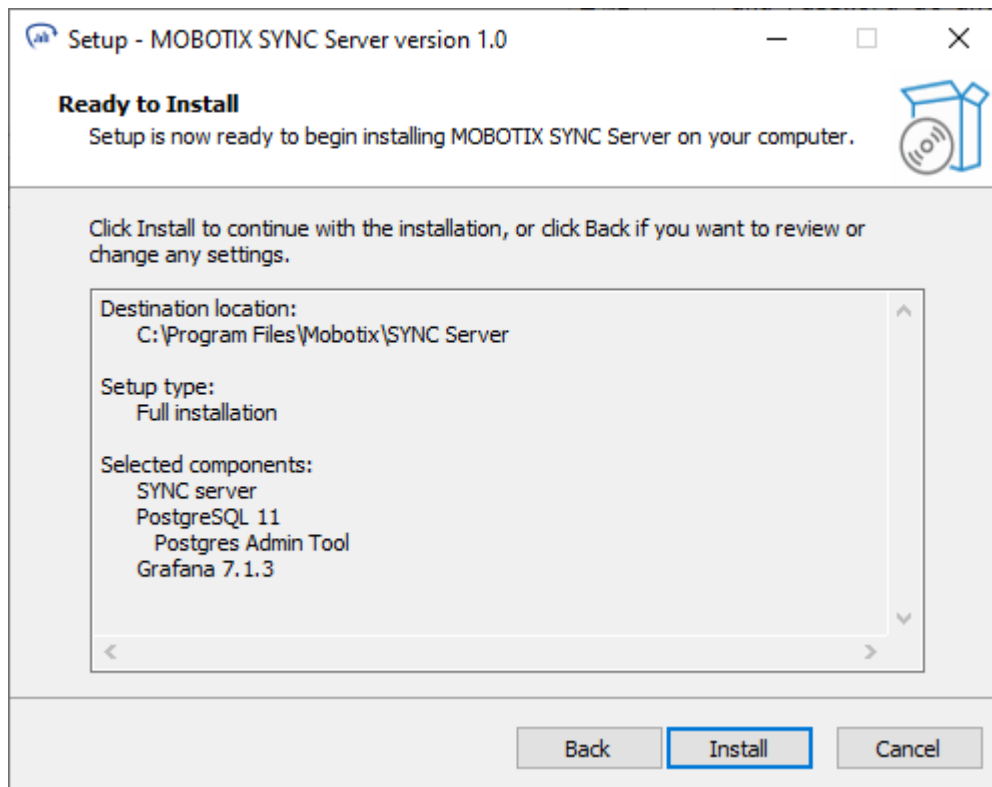 Setup - MOBOTIX SYNC Server version 1.0
Ready to Install
Setup is now ready to begin installing MOBOTIX SYNC Server on your computer.
Click Install to continue with the installation, or click Back if you want to review or
change any settings.
Destination location:
C:\Program Files\Mobotix\SYNC Server
Setup type:
Full installation
Selected components:
SYNC server
PostgreSQL 11
Postgres Admin Tool
Grafana 7.1.3
Back
Install
Cancel